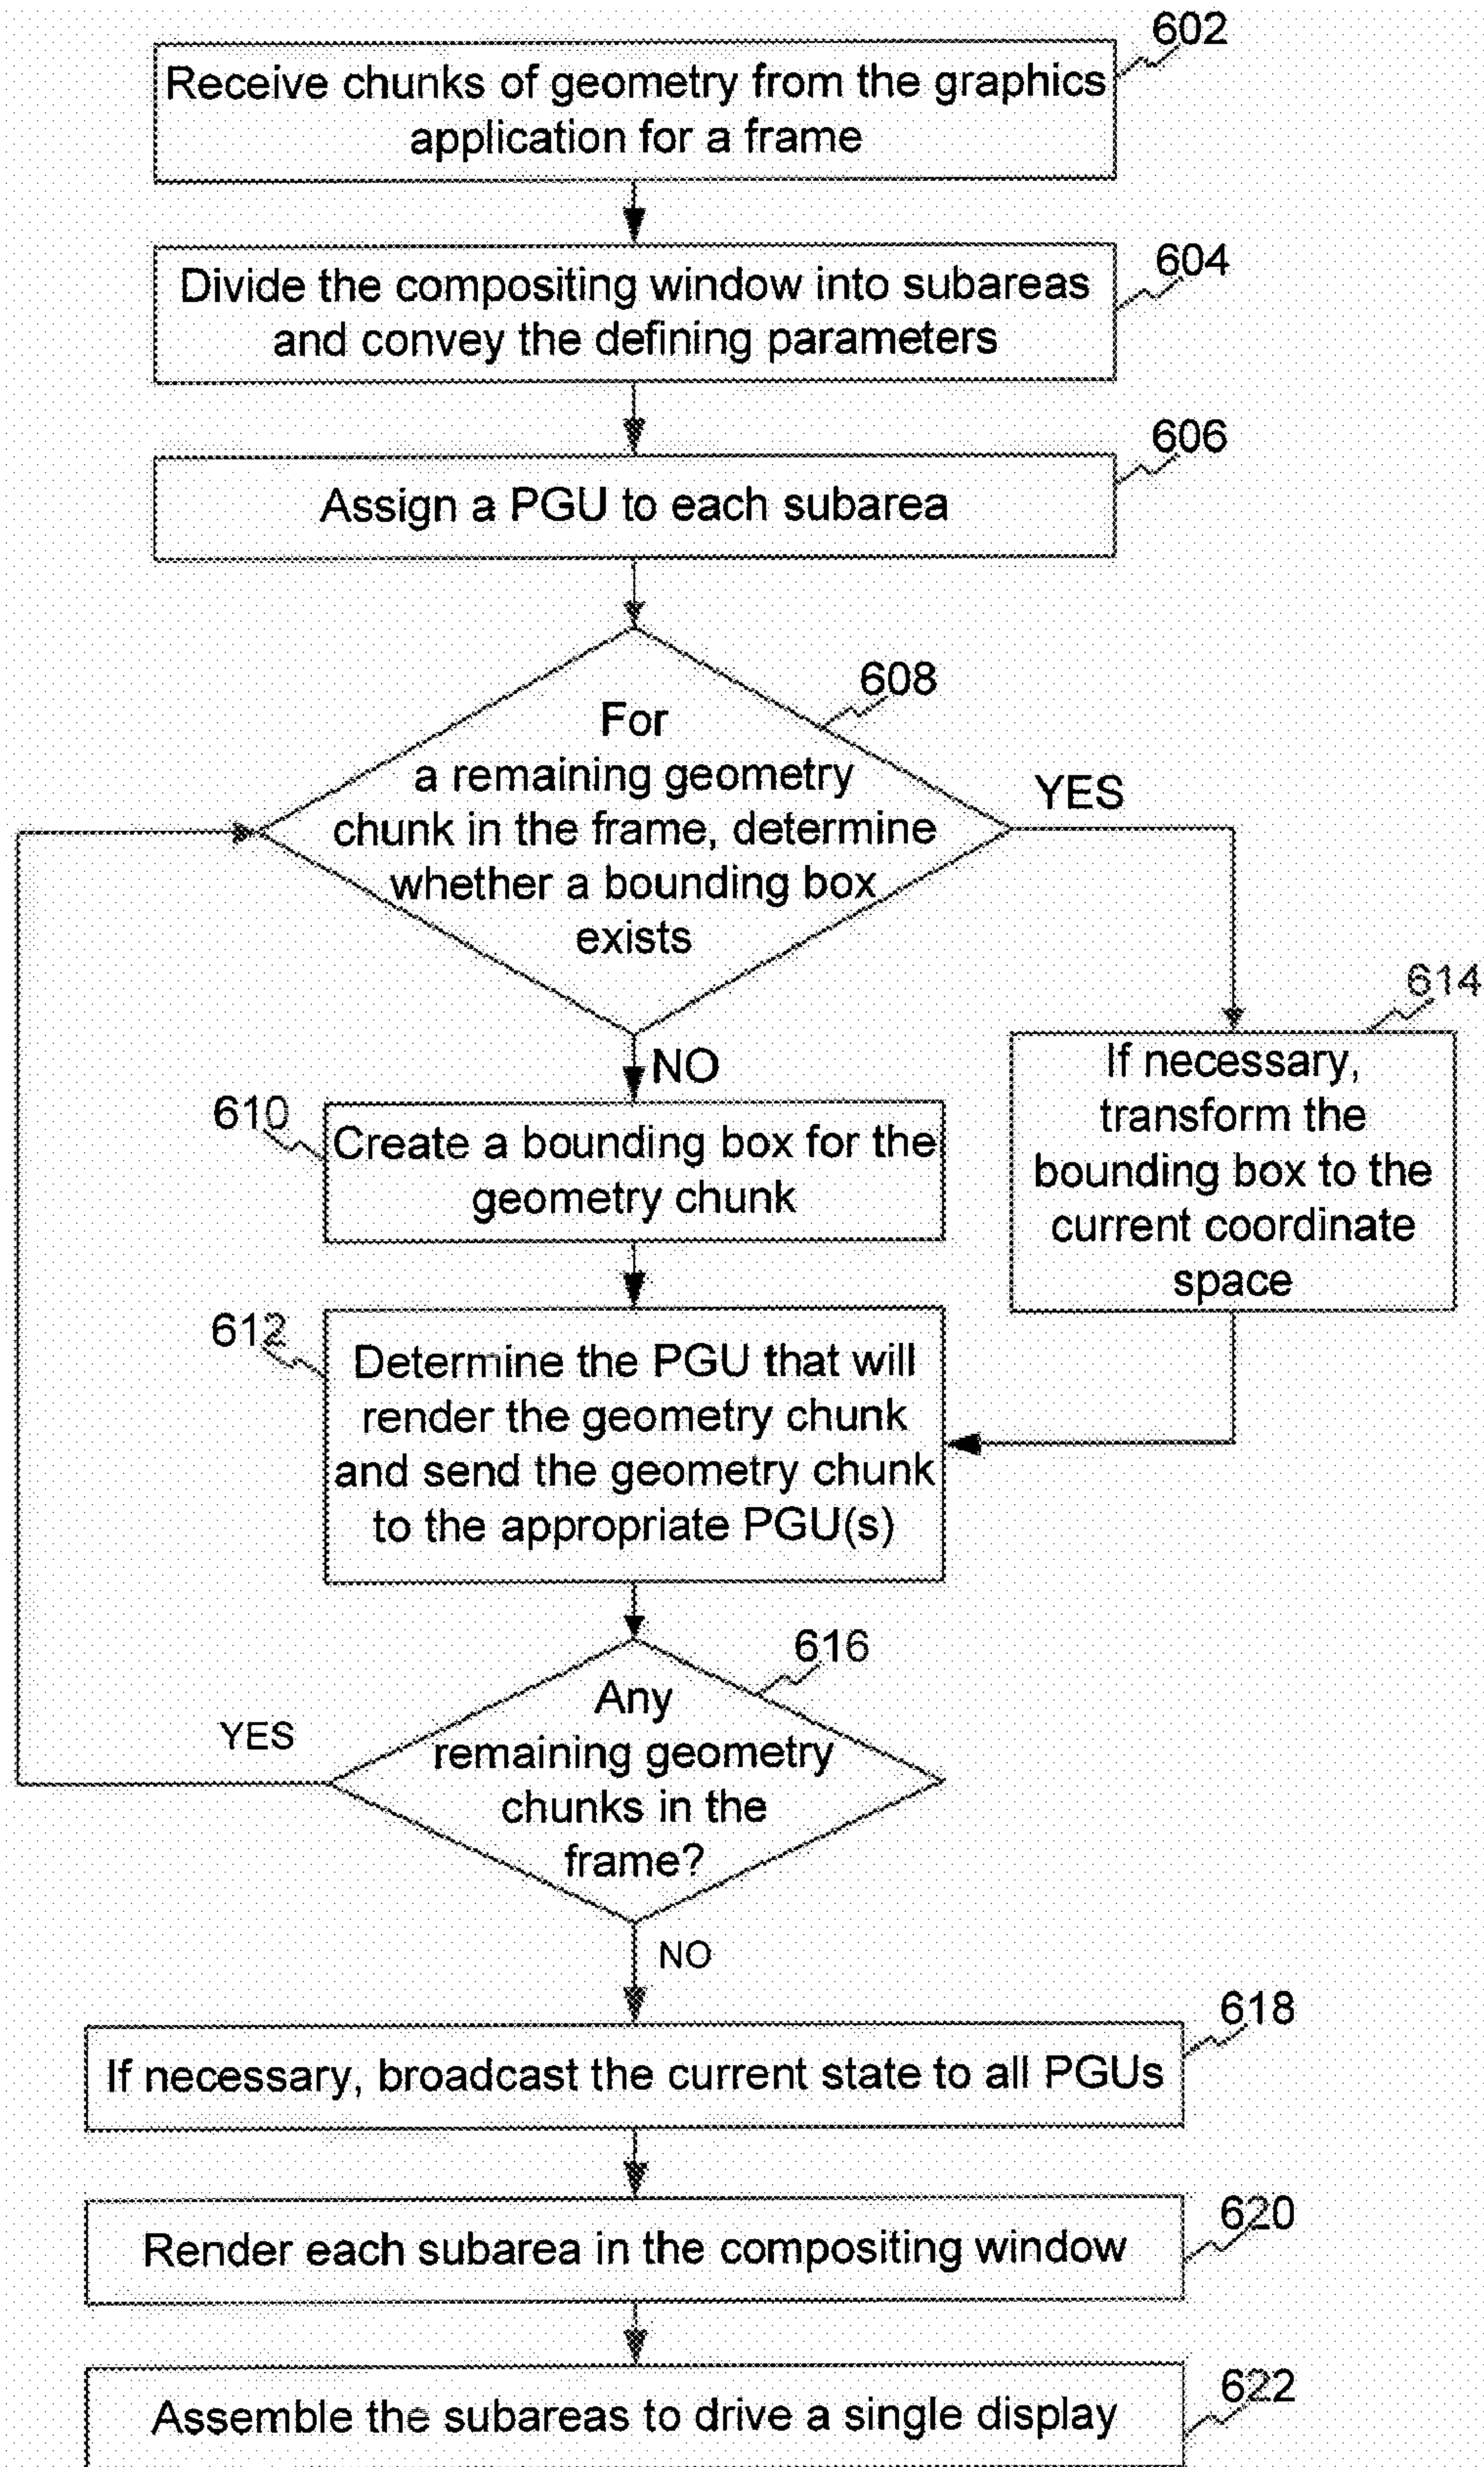 602
Receive chunks of geometry from the graphics
application for a frame
604
Divide the compositing window into subareas
and convey the defining parameters
606
Assign a PGU to each subarea
608
For
a remaining geometry
chunk in the frame, determine
whether a bounding box
exists
YES
NO
614
If necessary,
transform the
bounding box to the
current coordinate
space
610
Create a bounding box for the
geometry chunk
612
Determine the PGU that will
render the geometry chunk
and send the geometry chunk
to the appropriate PGU(s)
616
Any
remaining geometry
chunks in the
frame?
YES
NO
618
If necessary, broadcast the current state to all PGUs
620
Render each subarea in the compositing window
622
Assemble the subareas to drive a single display